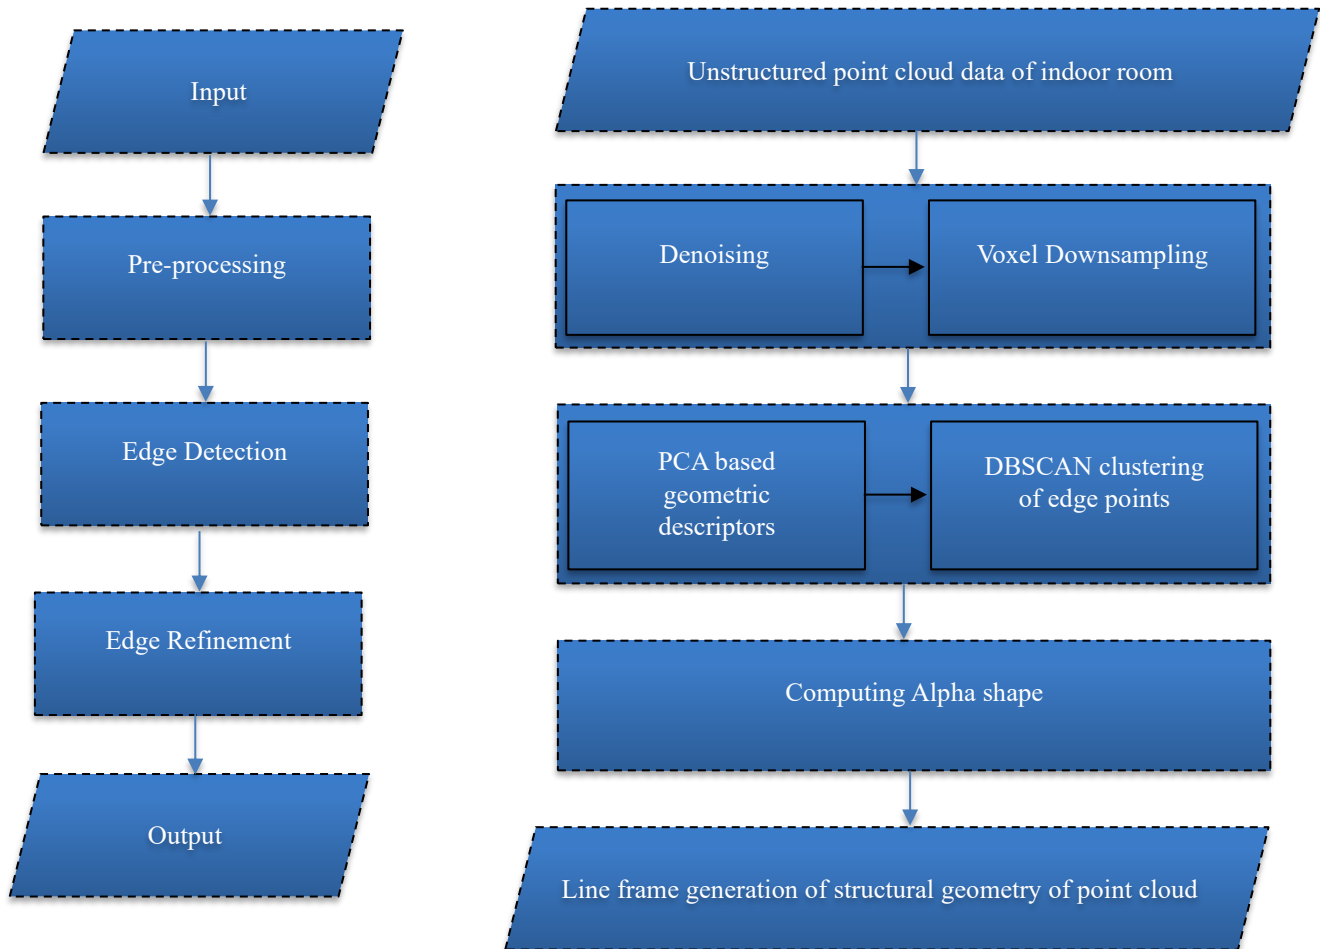 Input
Pre-processing
Edge Detection
Edge Refinement
Output
Unstructured point cloud data of indoor room
Denoising
Voxel Downsampling
PCA based
geometric
descriptors
DBSCAN clustering
of edge points
Computing Alpha shape
Line frame generation of structural geometry of point cloud